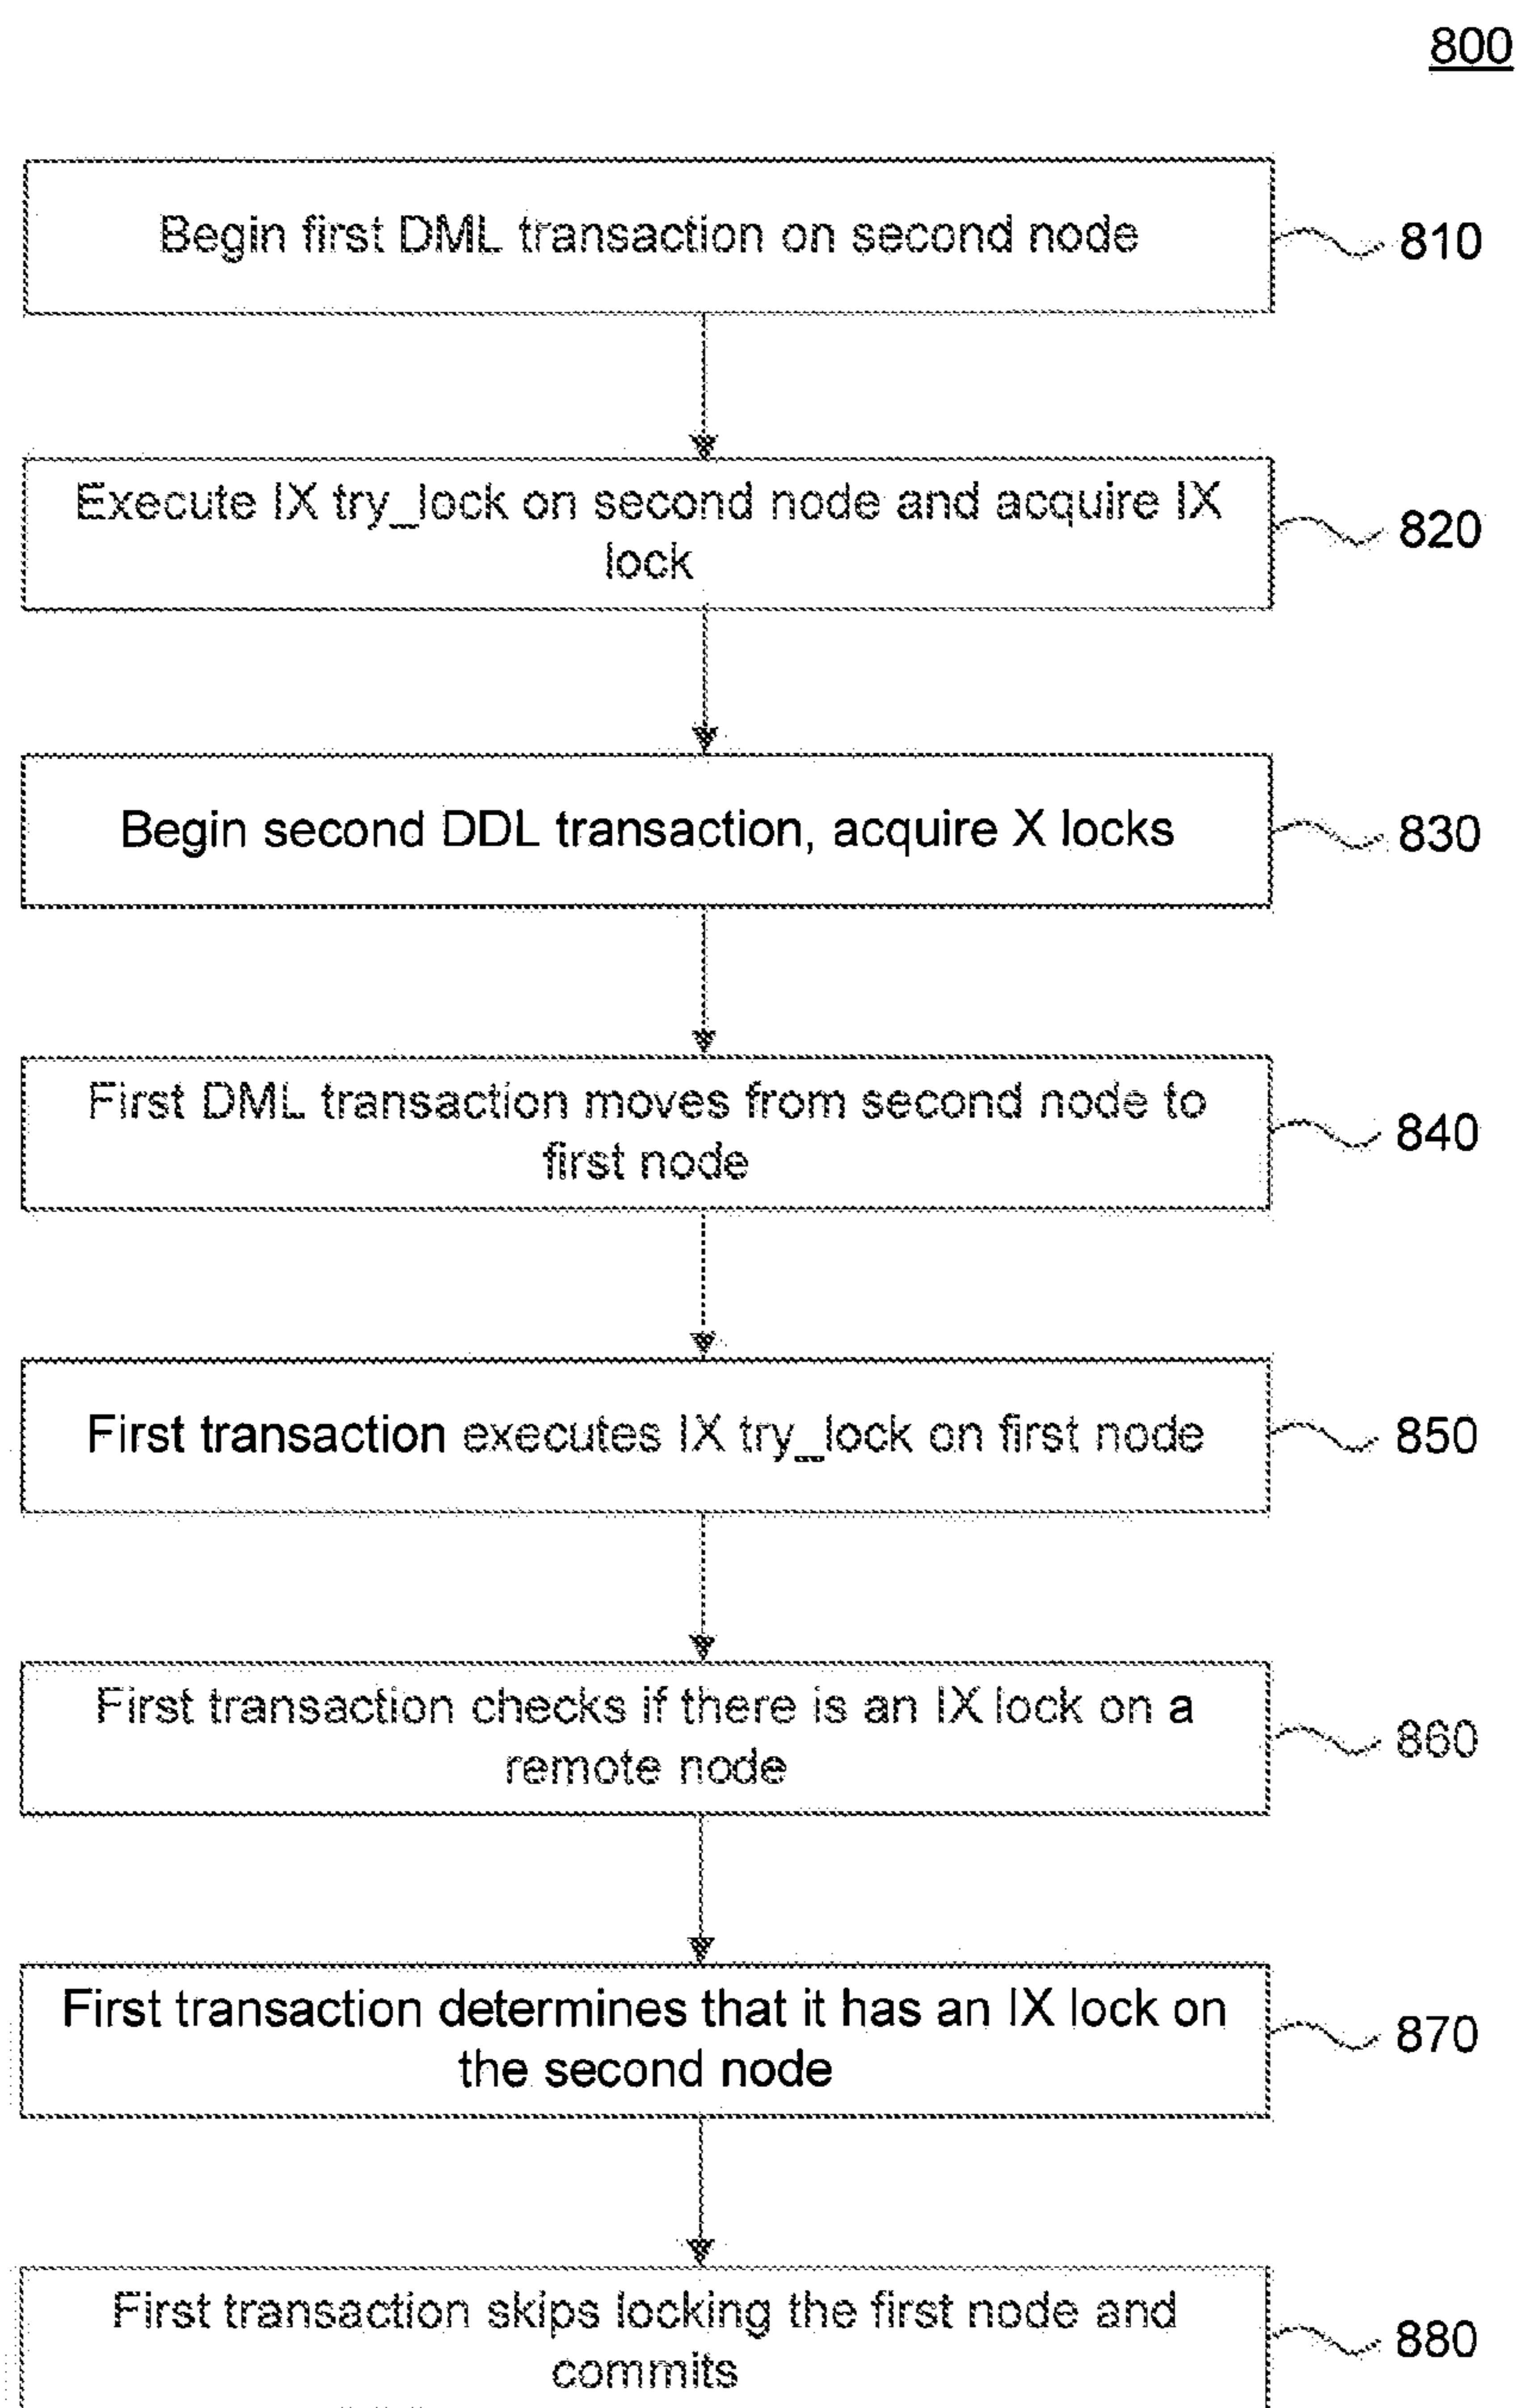 800
Begin first DML transaction on second node
810
Execute IX try_lock on second node and acquire IX
lock
820
Begin second DDL transaction, acquire X locks
830
First DML transaction moves from second node to
first node
840
First transaction executes IX try_lock on first node
850
First transaction checks if there is an IX lock on a
remote node
860
First transaction determines that it has an IX lock on
the second node
870
First transaction skips locking the first node and
commits
880